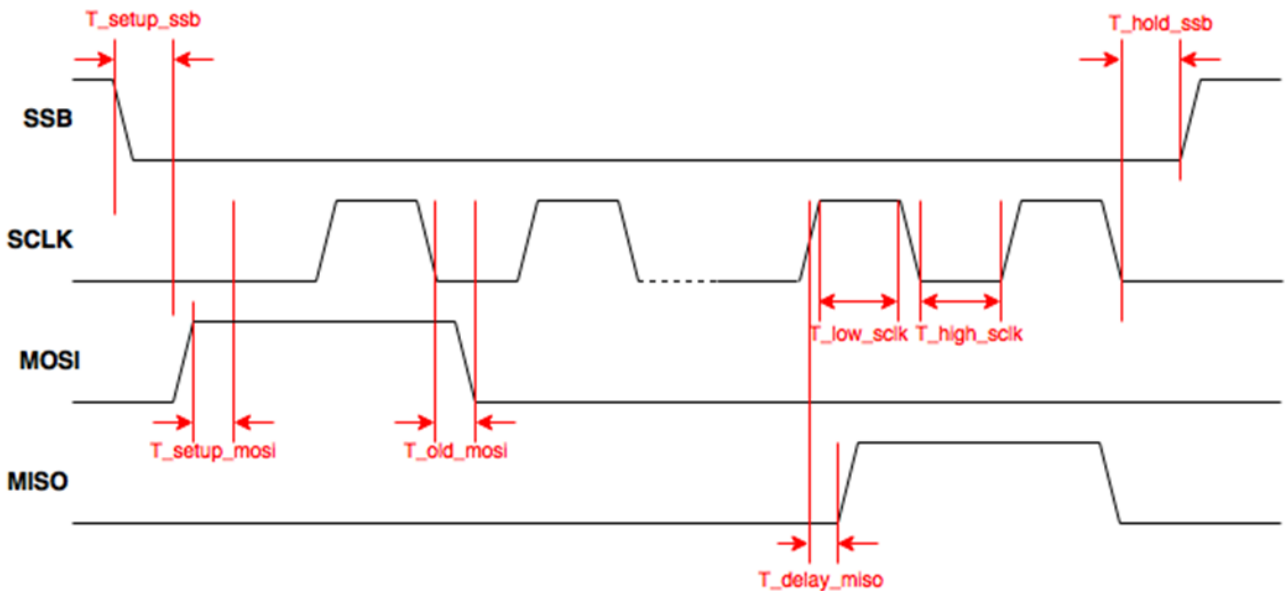 T_setup_ssb
T_hold_ssb
SSB
SCLK
T_low_sclk
T_high_sclk
MOSI
T_setup_mosi
T_old_mosi
MISO
T_delay_miso